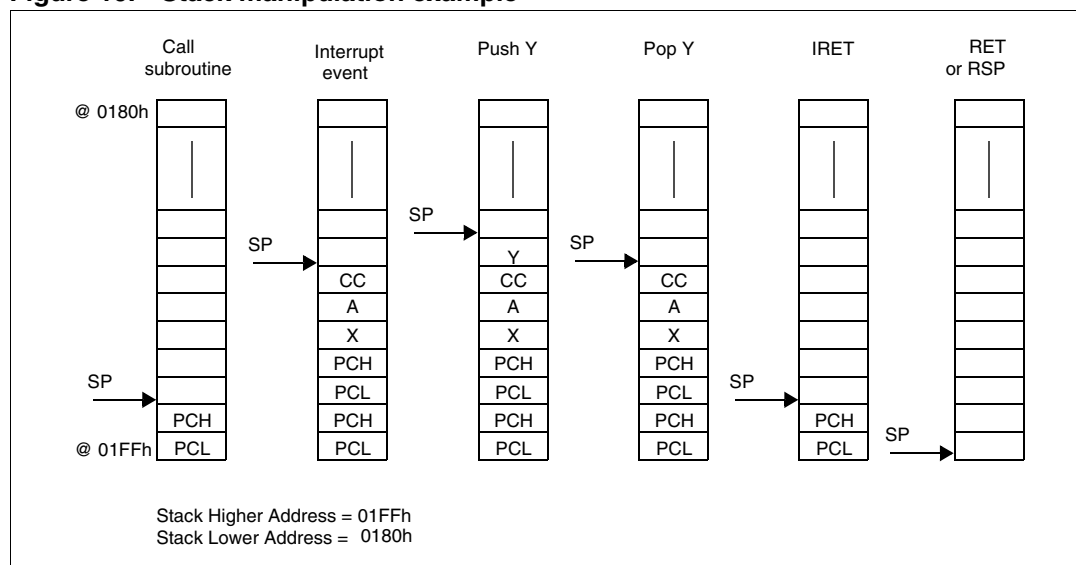 Figure Stack manipulation example
Call
subroutine
Interrupt
event
Push Y
Pop Y
IRET
RET
or RSP
@ 0180h
SP
SP
SP
SP
SP
SP
Y
CC
CC
CC
A
A
A
X
X
X
PCH
PCH
PCH
PCL
PCL
PCL
PCH
PCH
PCH
PCH
PCH
@ 01FFh
PCL
PCL
PCL
PCL
PCL
Stack Higher Address = 01FFh
Stack Lower Address = 0180h